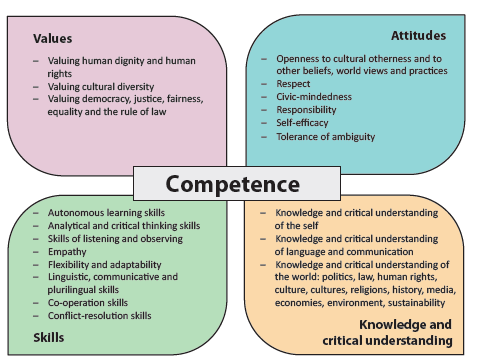 Values
– Valuing human dignity and human
rights
– Valuing cultural diversity
– Valuing democracy, justice, fairness,
equality and the rule of law
Attitudes
– Openness to cultural otherness and to
other beliefs, world views and practices
– Respect
– Civic-mindedness
– Responsibility
– Self-efficacy
– Tolerance of ambiguity
Competence
– Autonomous learning skills
– Analytical and critical thinking skills
– Skills of listening and observing
– Empathy
– Flexibility and adaptability
– Linguistic, communicative and
plurilingual skills
– Co-operation skills
– Conflict-resolution skills
Skills
– Knowledge and critical understanding
of the self
– Knowledge and critical understanding
of language and communication
– Knowledge and critical understanding of
the world: politics, law, human rights,
culture, cultures, religions, history, media,
economies, environment, sustainability
Knowledge and
critical understanding